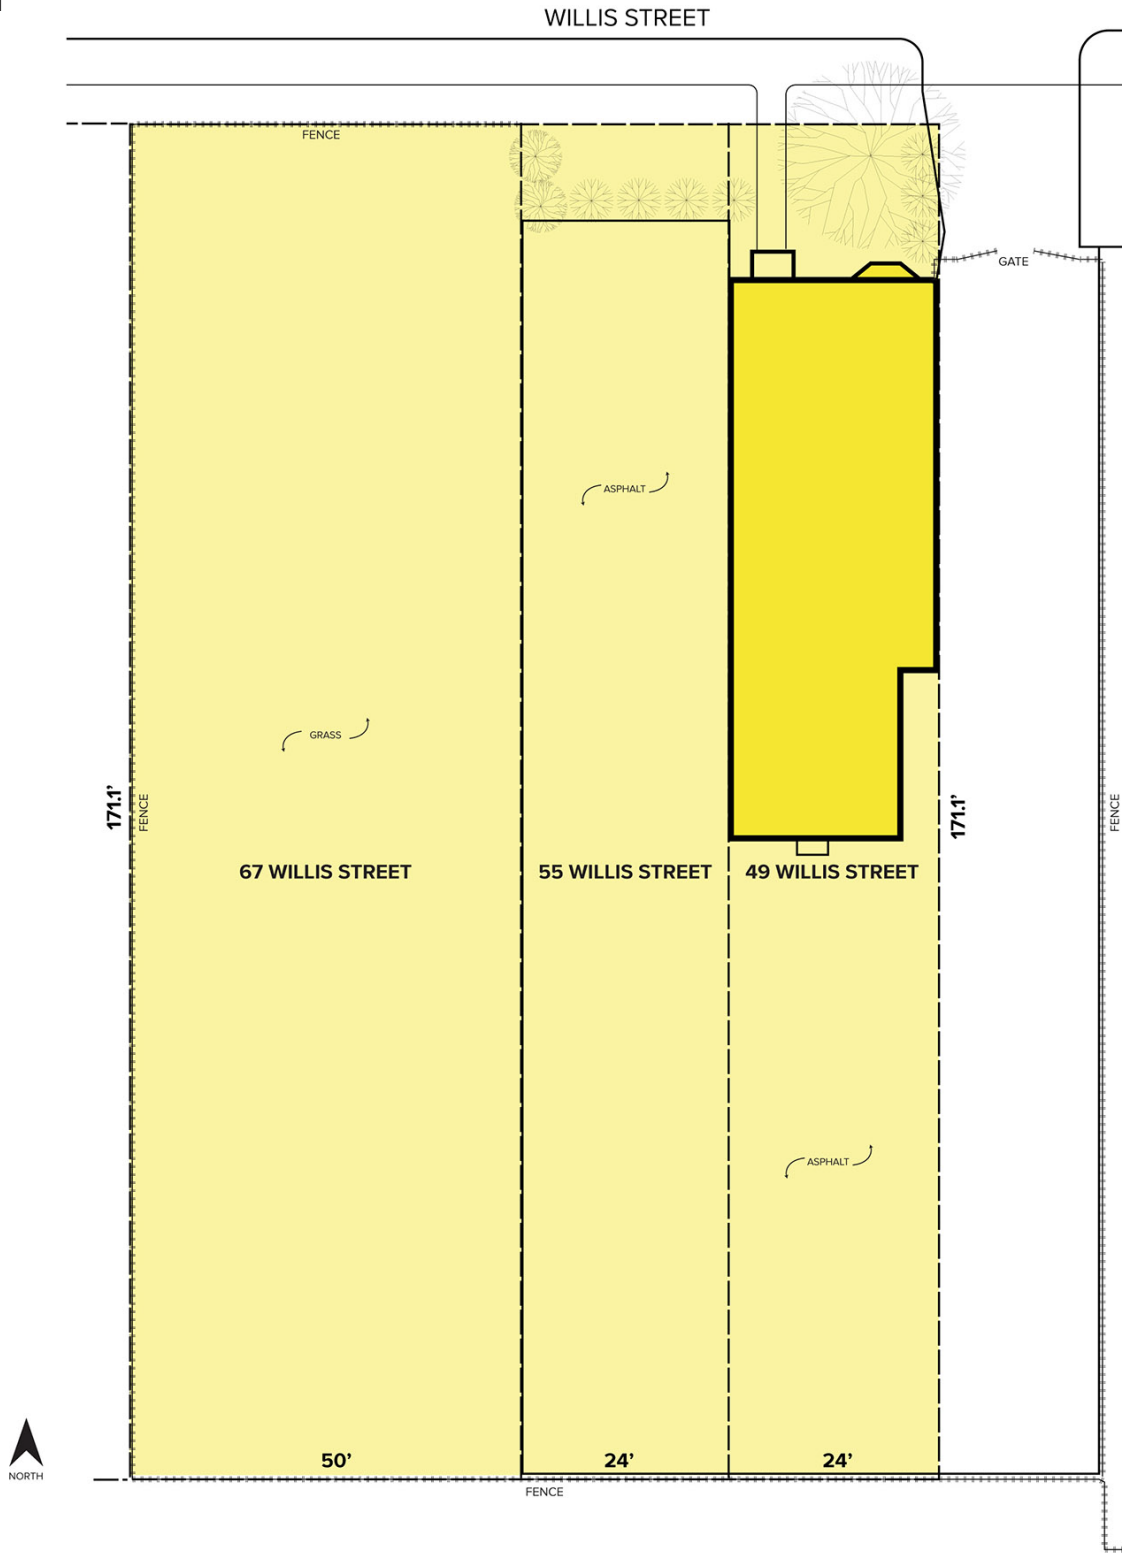 WILLIS STREET
FENCE
GATE
ASPHALT
GRASS
171.1'
FENCE
171.1'
FENCE
67 WILLIS STREET
55 WILLIS STREET
49 WILLIS STREET
ASPHALT
50'
24'
24'
NORTH
FENCE